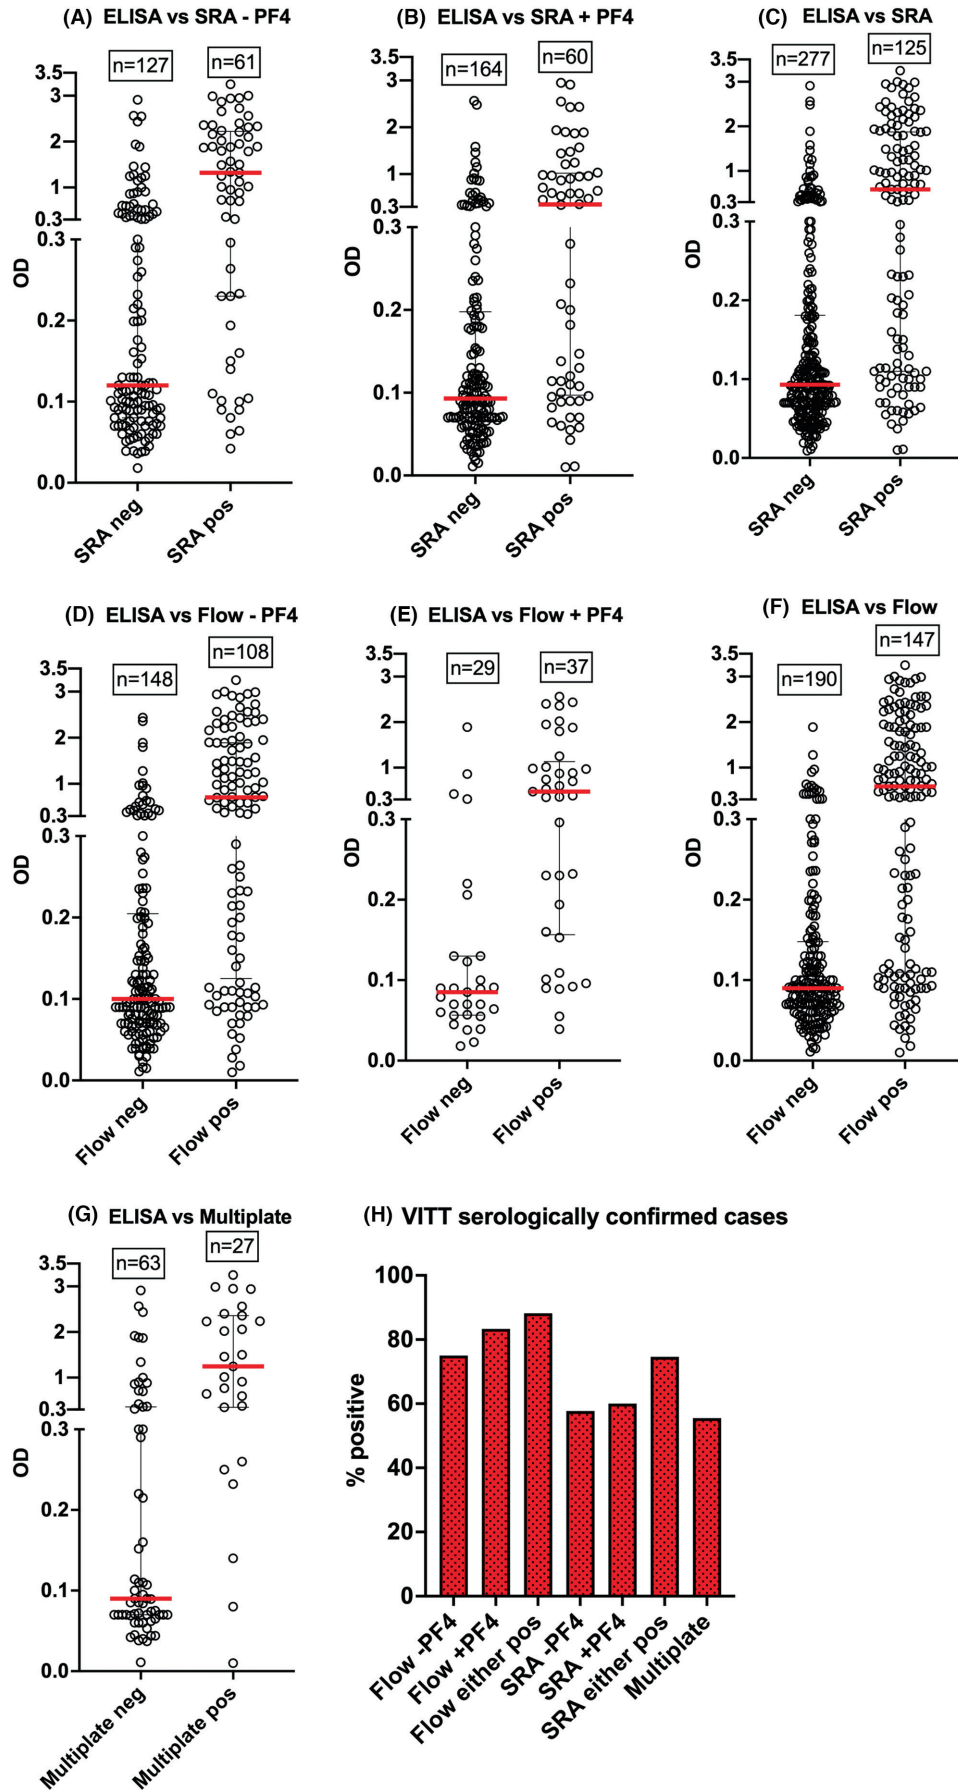 (A) ELISA vs SRA - PF4
n=127
n=61
3.5
3
2
1
0.3
0.3
0.2
0.1
0.0
OD
SRA neg
SRA pos
(B) ELISA vs SRA + PF4
n=164
n=60
3.5
3
2
1
0.3
0.3
0.2
0.1
0.0
OD
SRA neg
SRA pos
(C) ELISA vs SRA
n=277
n=125
3.5
3
2
1
0.3
0.3
0.2
0.1
0.0
OD
SRA neg
SRA pos
(D) ELISA vs Flow - PF4
n=148
n=108
3.5
3
2
1
0.3
0.3
0.2
0.1
0.0
OD
Flow neg
Flow pos
(E) ELISA vs Flow + PF4
n=29
n=37
3.5
2
1
0.3
0.3
0.2
0.1
0.0
OD
Flow neg
Flow pos
(F) ELISA vs Flow
n=190
n=147
3.5
3
2
1
0.3
0.3
0.2
0.1
0.0
OD
Flow neg
Flow pos
(G) ELISA vs Multiplate
n=63
n=27
3.5
3
2
1
0.3
0.3
0.2
0.1
0.0
OD
Multiplate neg
Multiplate pos
(H) VITT serologically confirmed cases
100
80
60
40
20
0
% positive
Flow -PF4
Flow +PF4
Flow either pos
SRA -PF4
SRA +PF4
SRA either pos
Multiplate